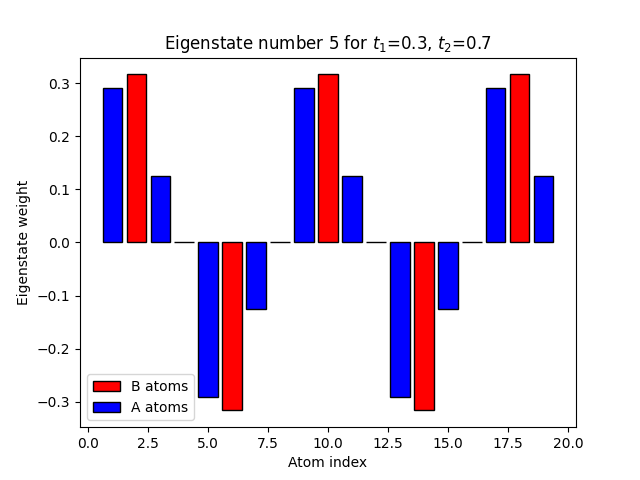 Eigenstate number 5 for $t_1$=0.3, $t_2$=0.7
Eigenstate weight
0.3
0.2
0.1
0.0
−0.1
−0.2
−0.3
B atoms
A atoms
0.0 2.5 5.0 7.5 10.0 12.5 15.0 17.5 20.0
Atom index